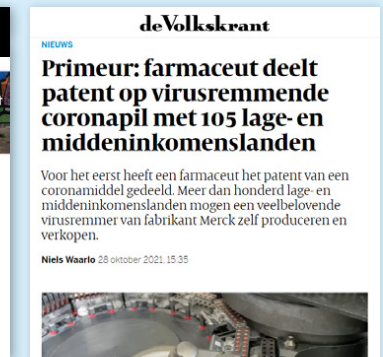 de Volkskrant
NIEUWS
Primeur: farmaceut deelt
patent op virusremmende
coronapil met 105 lage- en
middeninkomenslanden
Voor het eerst heeft een farmaceut het patent van een
coronamiddel gedeeld. Meer dan honderd lage- en
middeninkomenslanden mogen een veelbelovende
virusremmer van fabrikant Merck zelf produceren en
verkopen.
Niels Waarlo 28 oktober 2021, 15:35